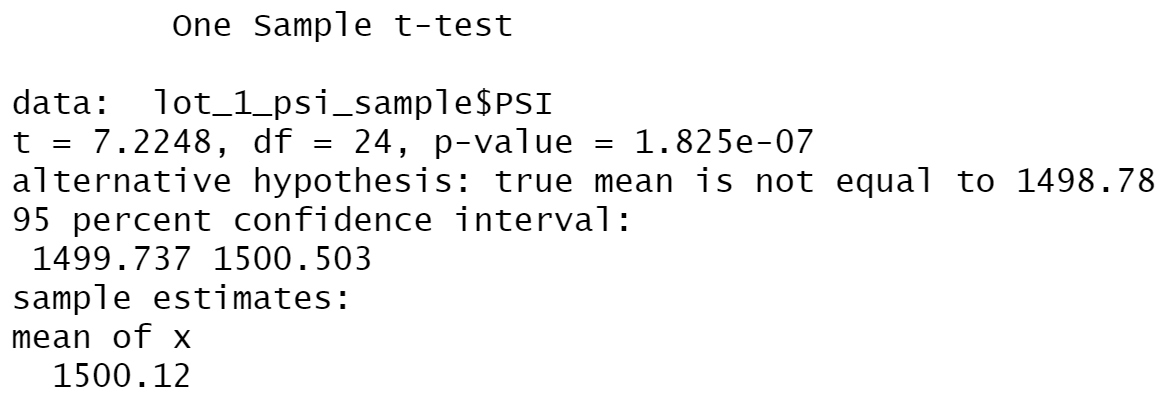 One Sample t-test
data:  lot_1_psi_sample$PSI
t = 7.2248, df = 24, p-value = 1.825e-07
alternative hypothesis: true mean is not equal to 1498.78
95 percent confidence interval:
1499.737 1500.503
sample estimates:
mean of x
1500.12